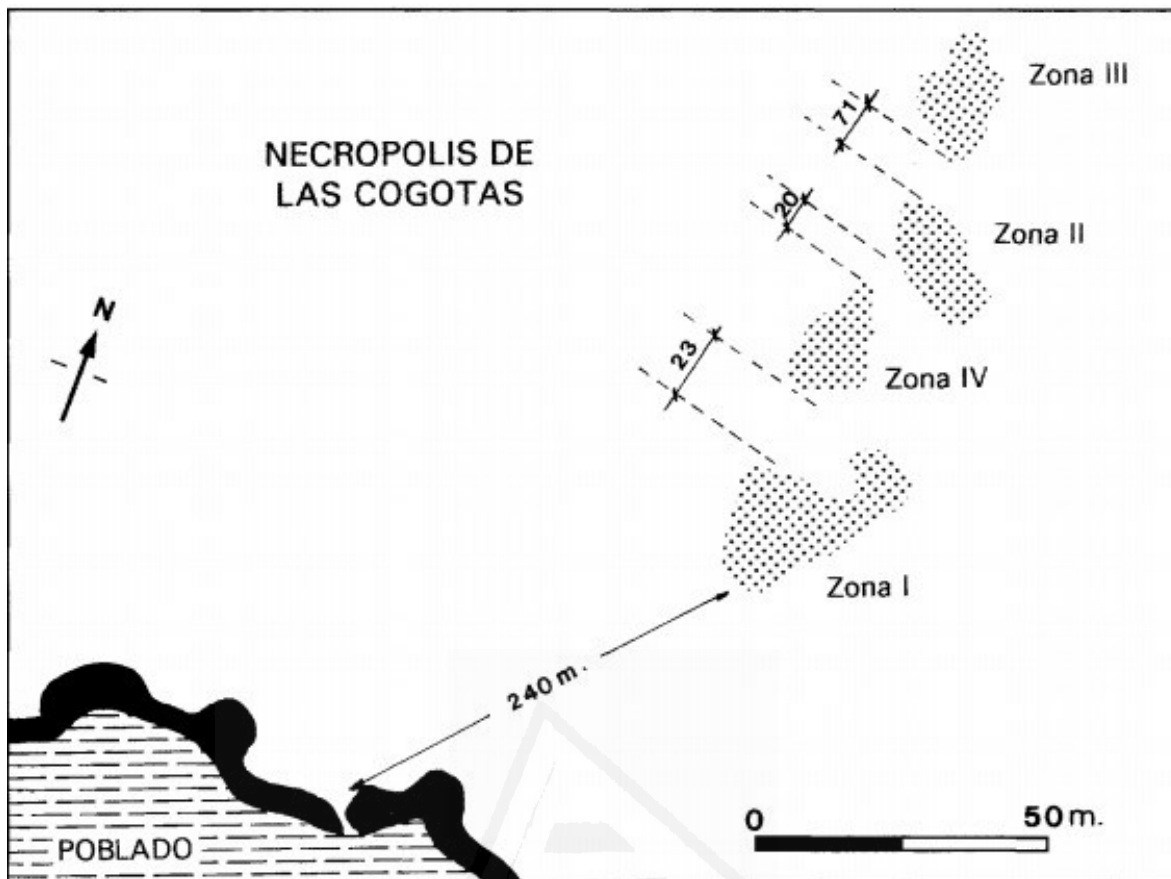 NECROPOLIS DE
LAS COGOTAS
Zona III
71
Zona II
20
N
23
Zona IV
Zona I
240 m.
POBLADO
0 50 m.